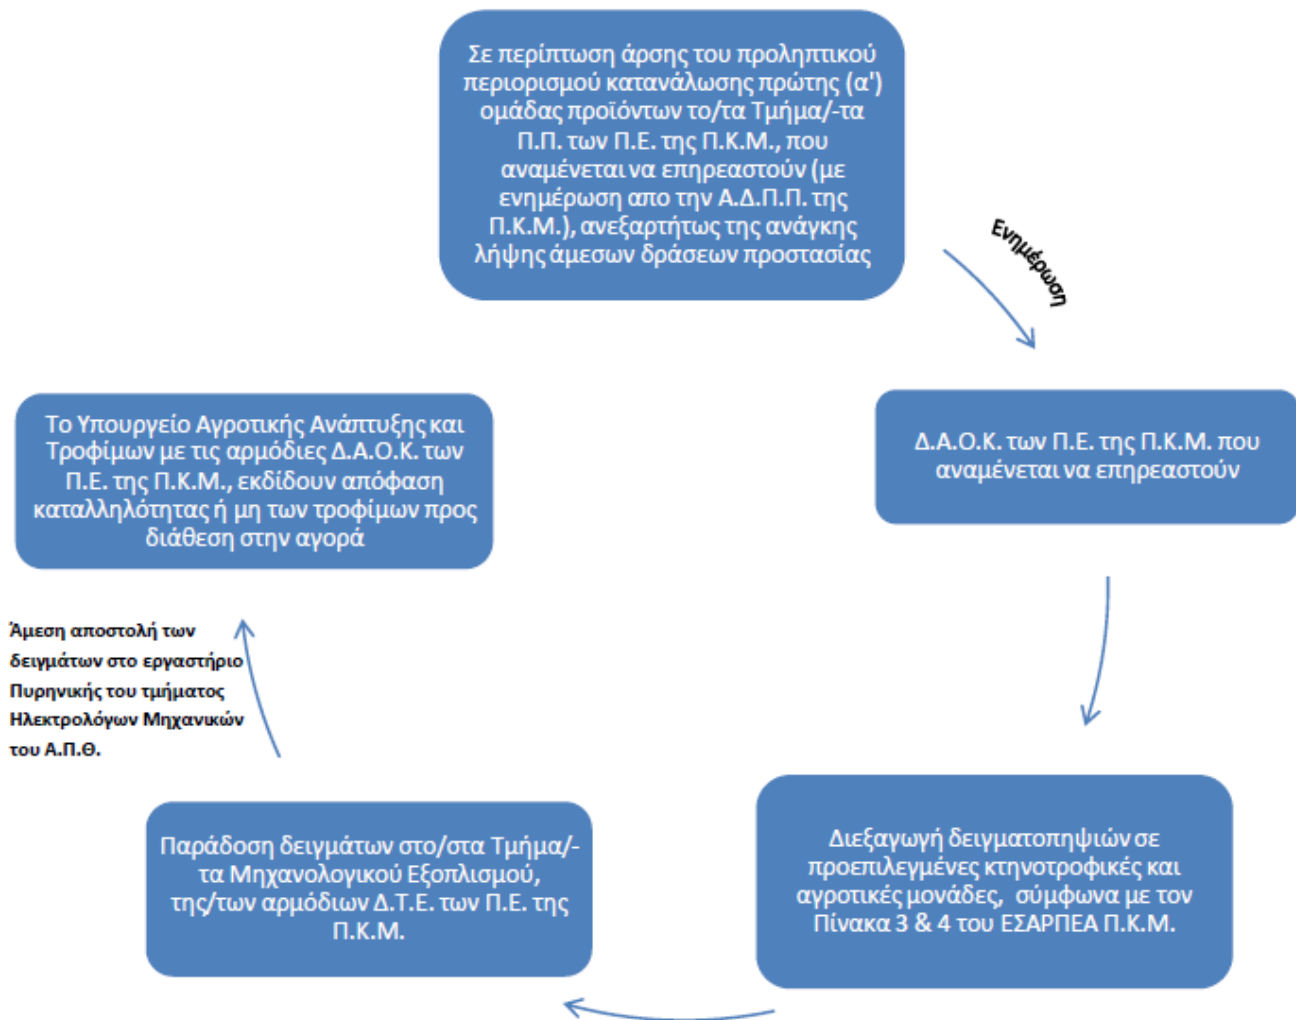 Σε περίπτωση άρσης του προληπτικού
περιορισμού κατανάλωσης πρώτης (α')
ομάδας προϊόντων το/τα Τμήμα/-τα
Π.Π. των Π.Ε. της Π.Κ.Μ., που
αναμένεται να επηρεαστούν (με
ενημέρωση απο την Α.Δ.Π.Π. της
Π.Κ.Μ.), ανεξαρτήτως της ανάγκης
λήψης άμεσων δράσεων προστασίας
Ενημέρωση
Δ.Α.Ο.Κ. των Π.Ε. της Π.Κ.Μ. που
αναμένεται να επηρεαστούν
Διεξαγωγή δειγματοπηψιών σε
προεπιλεγμένες κτηνοτροφικές και
αγροτικές μονάδες, σύμφωνα με τον
Πίνακα 3 & 4 του ΕΣΑΡΠΕΑ Π.Κ.Μ.
Παράδοση δειγμάτων στο/στα Τμήμα/-
τα Μηχανολογικού Εξοπλισμού,
της/των αρμόδιων Δ.Τ.Ε. των Π.Ε. της
Π.Κ.Μ.
Άμεση αποστολή των
δειγμάτων στο εργαστήριο
Πυρηνικής του τμήματος
Ηλεκτρολόγων Μηχανικών
του Α.Π.Θ.
Το Υπουργείο Αγροτικής Ανάπτυξης και
Τροφίμων με τις αρμόδιες Δ.Α.Ο.Κ. των
Π.Ε. της Π.Κ.Μ., εκδίδουν απόφαση
καταλληλότητας ή μη των τροφίμων προς
διάθεση στην αγορά